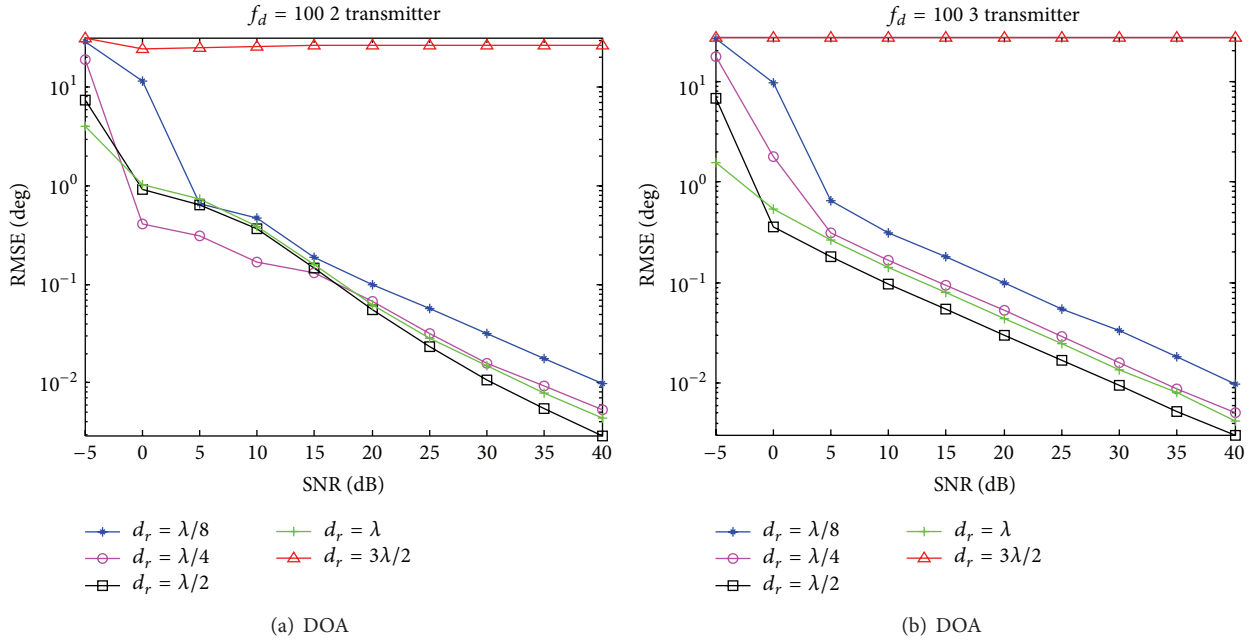 f_d = 100 2 transmitter
RMSE (deg)
10^1
10^0
10^−1
10^−2
−5 0 5 10 15 20 25 30 35 40
SNR (dB)
d_r = λ/8
d_r = λ/4
d_r = λ/2
d_r = λ
d_r = 3λ/2
(a) DOA
f_d = 100 3 transmitter
RMSE (deg)
10^1
10^0
10^−1
10^−2
−5 0 5 10 15 20 25 30 35 40
SNR (dB)
d_r = λ/8
d_r = λ/4
d_r = λ/2
d_r = λ
d_r = 3λ/2
(b) DOA